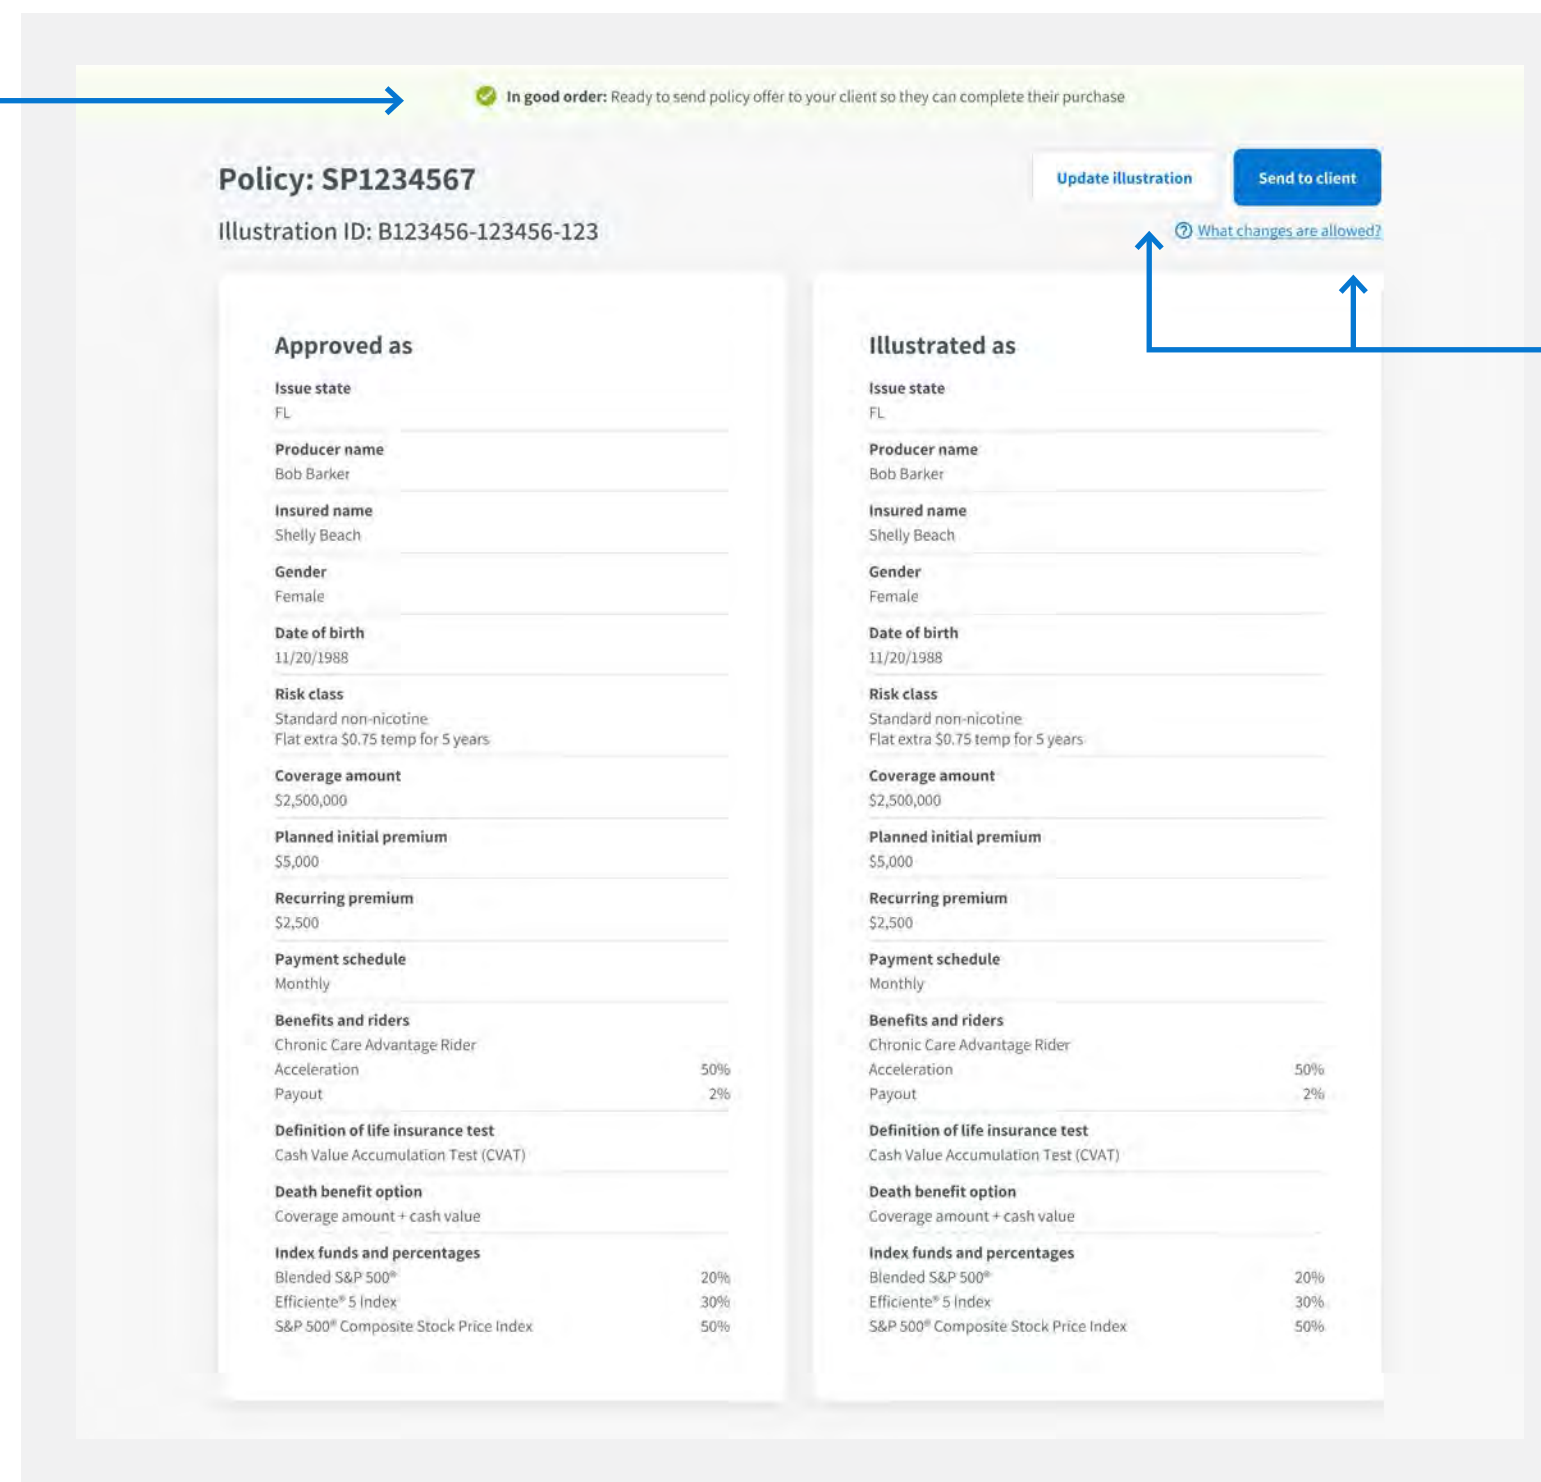 In good order: Ready to send policy offer to your client so they can complete their purchase
Policy: SP1234567
Update illustration
Send to client
Illustration ID: B123456-123456-123
What changes are allowed?
Approved as
Issue state
FL
Producer name
Bob Barker
Insured name
Shelly Beach
Gender
Female
Date of birth
11/20/1988
Risk class
Standard non-nicotine
Flat extra $0.75 temp for 5 years
Coverage amount
$2,500,000
Planned initial premium
$5,000
Recurring premium
$2,500
Payment schedule
Monthly
Benefits and riders
Chronic Care Advantage Rider
Acceleration 50%
Payout 2%
Definition of life insurance test
Cash Value Accumulation Test (CVAT)
Death benefit option
Coverage amount + cash value
Index funds and percentages
Blended S&P 500® 20%
Efficiente® 5 Index 30%
S&P 500® Composite Stock Price Index 50%
Illustrated as
Issue state
FL
Producer name
Bob Barker
Insured name
Shelly Beach
Gender
Female
Date of birth
11/20/1988
Risk class
Standard non-nicotine
Flat extra $0.75 temp for 5 years
Coverage amount
$2,500,000
Planned initial premium
$5,000
Recurring premium
$2,500
Payment schedule
Monthly
Benefits and riders
Chronic Care Advantage Rider
Acceleration 50%
Payout 2%
Definition of life insurance test
Cash Value Accumulation Test (CVAT)
Death benefit option
Coverage amount + cash value
Index funds and percentages
Blended S&P 500® 20%
Efficiente® 5 Index 30%
S&P 500® Composite Stock Price Index 50%